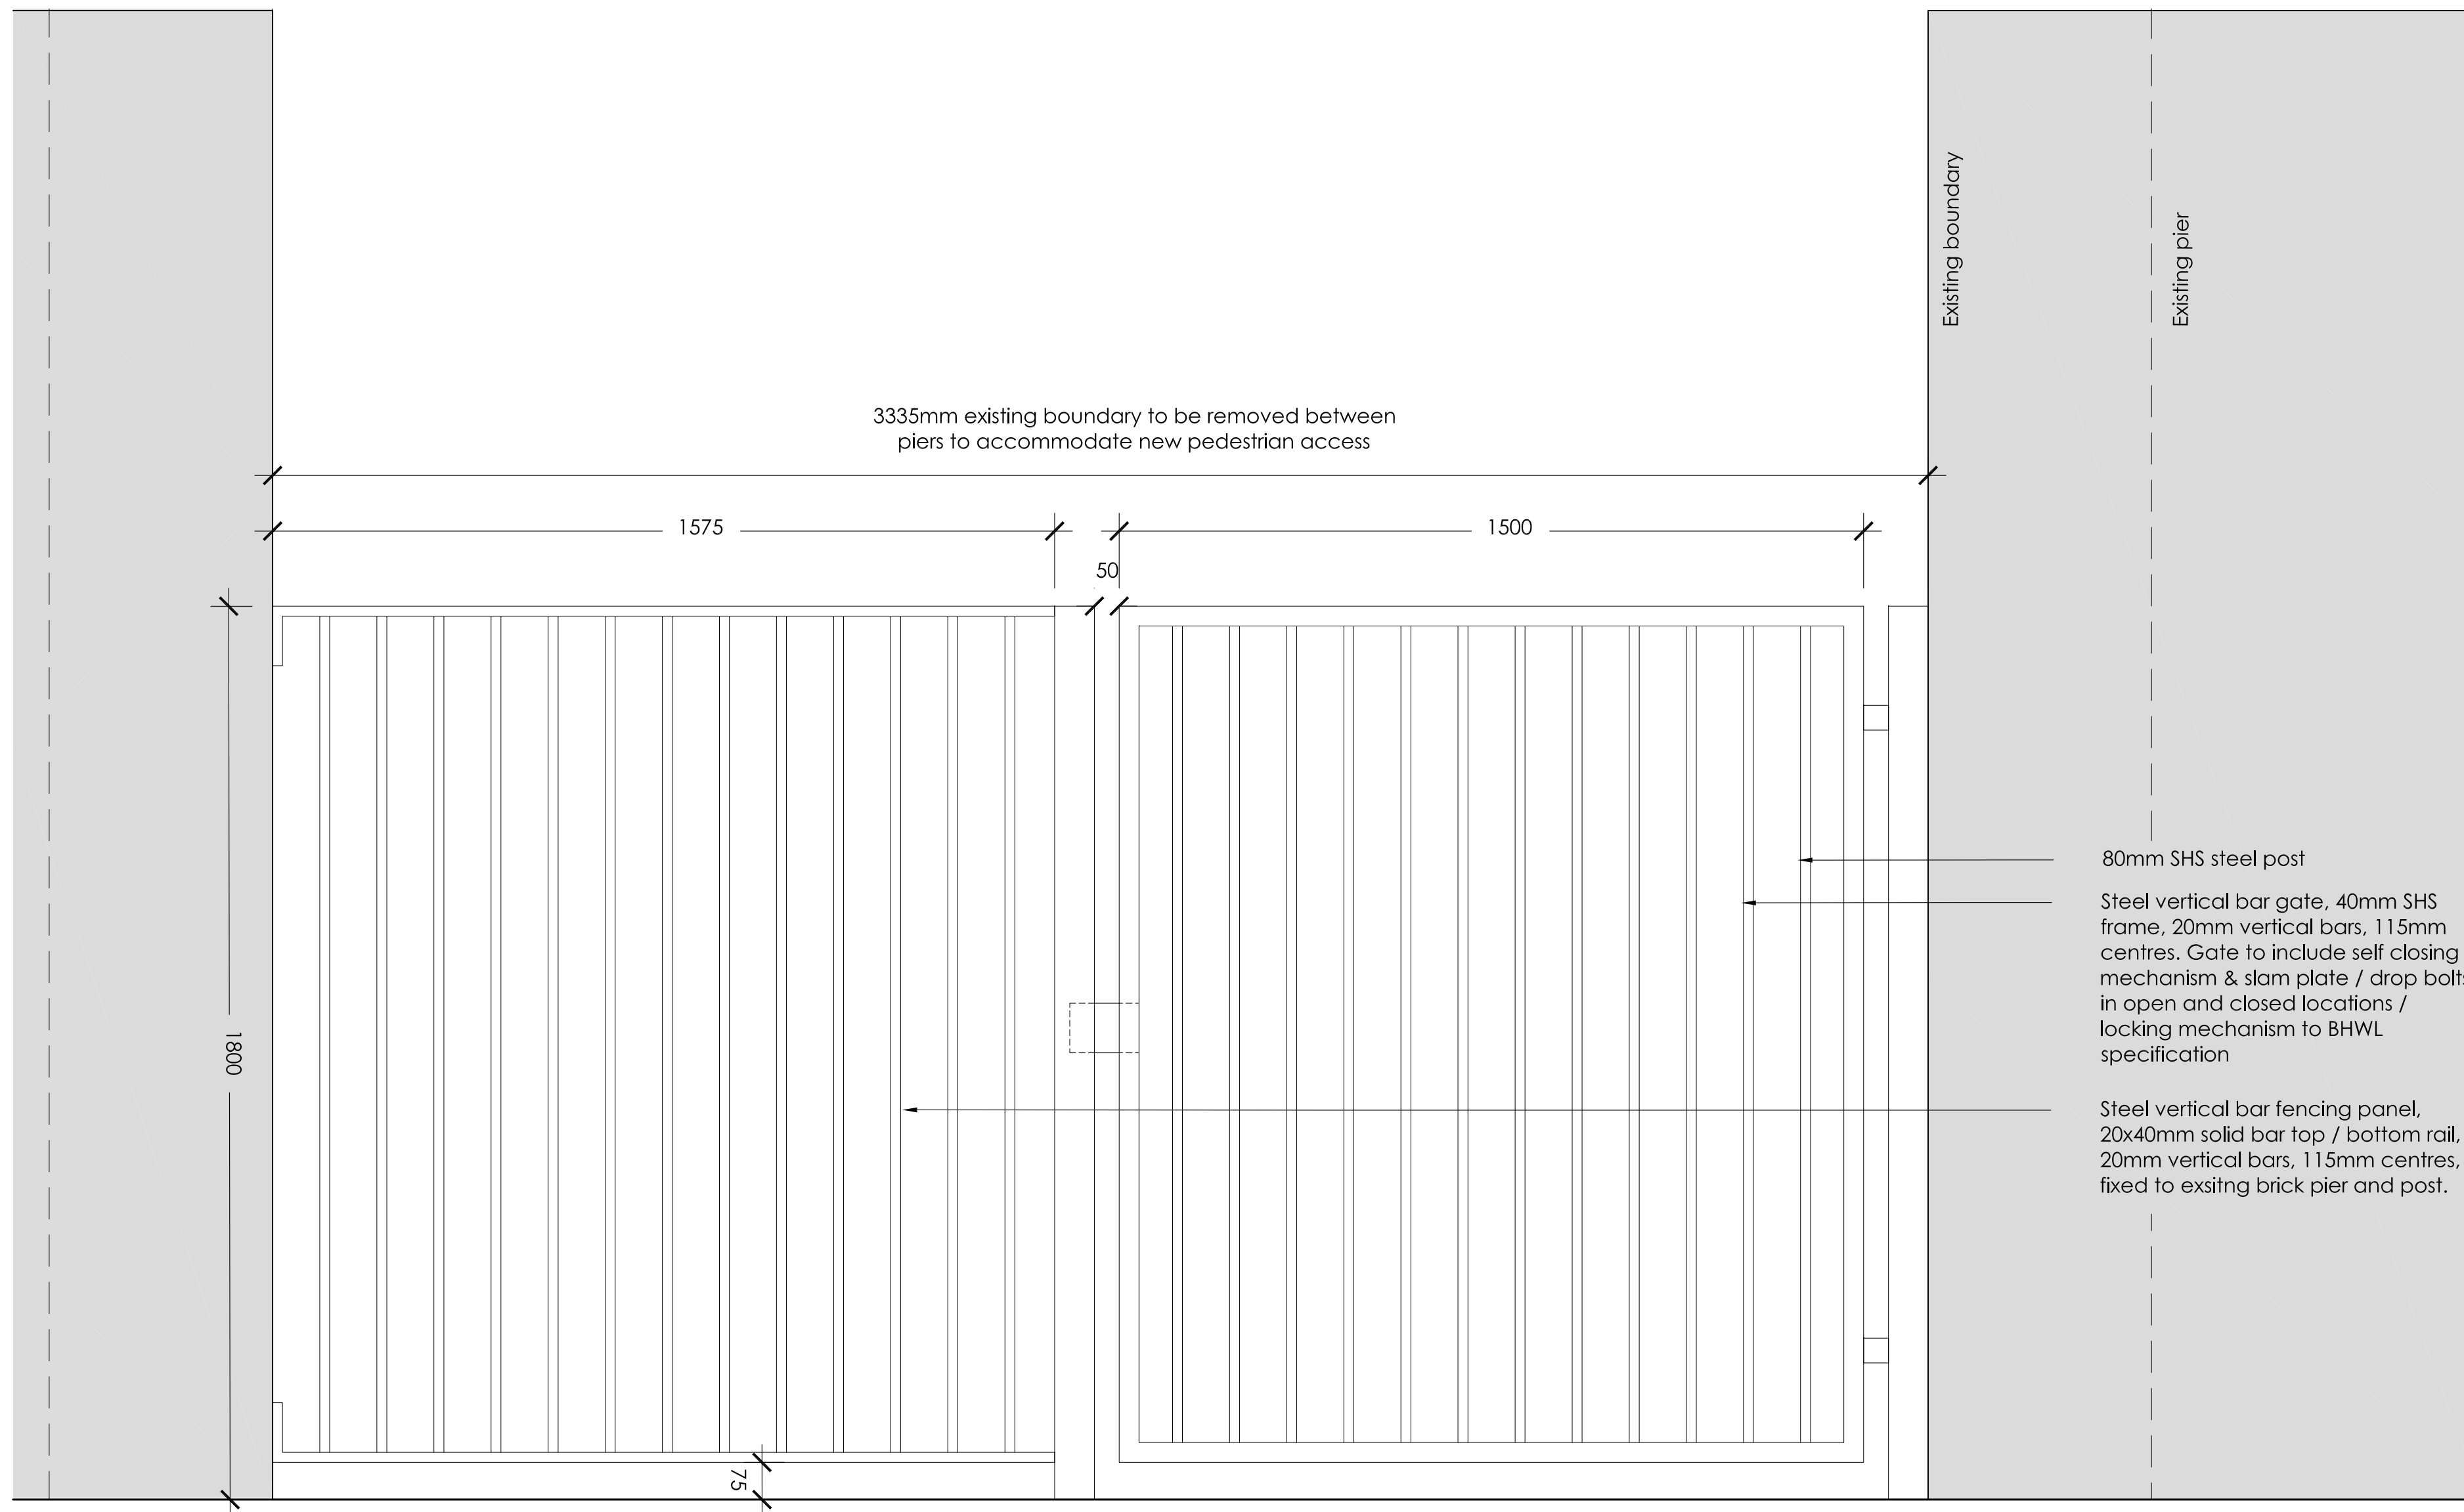 Existing boundary
Existing pier
3335mm existing boundary to be removed between
piers to accommodate new pedestrian access
1575
1500
50
1800
80mm SHS steel post
Steel vertical bar gate, 40mm SHS
frame, 20mm vertical bars, 115mm
centres. Gate to include self closing
mechanism & slam plate / drop bolts
in open and closed locations /
locking mechanism to BHWL
specification
Steel vertical bar fencing panel,
20x40mm solid bar top / bottom rail,
20mm vertical bars, 115mm centres,
fixed to exsitng brick pier and post.
75